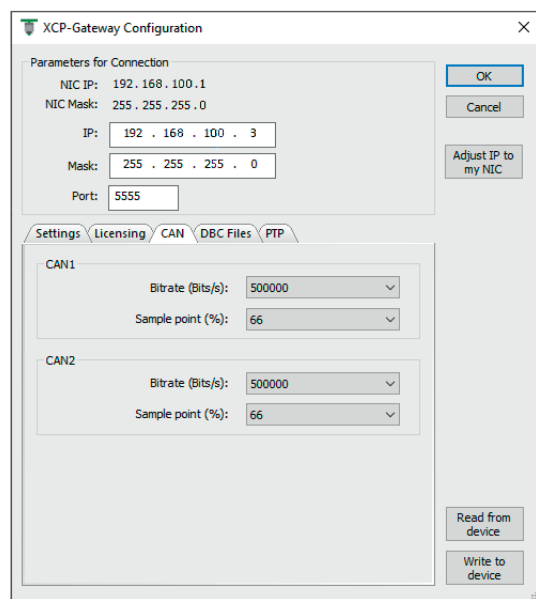 XCP-Gateway Configuration
Parameters for Connection
NIC IP: 192.168.100.1
NIC Mask: 255.255.255.0
IP: 192 . 168 . 100 . 3
Mask: 255 . 255 . 255 . 0
Port: 5555
OK
Cancel
Adjust IP to
my NIC
Settings Licensing CAN DBC Files PTP
CAN1
Bitrate (Bits/s): 500000
Sample point (%): 66
CAN2
Bitrate (Bits/s): 500000
Sample point (%): 66
Read from
device
Write to
device